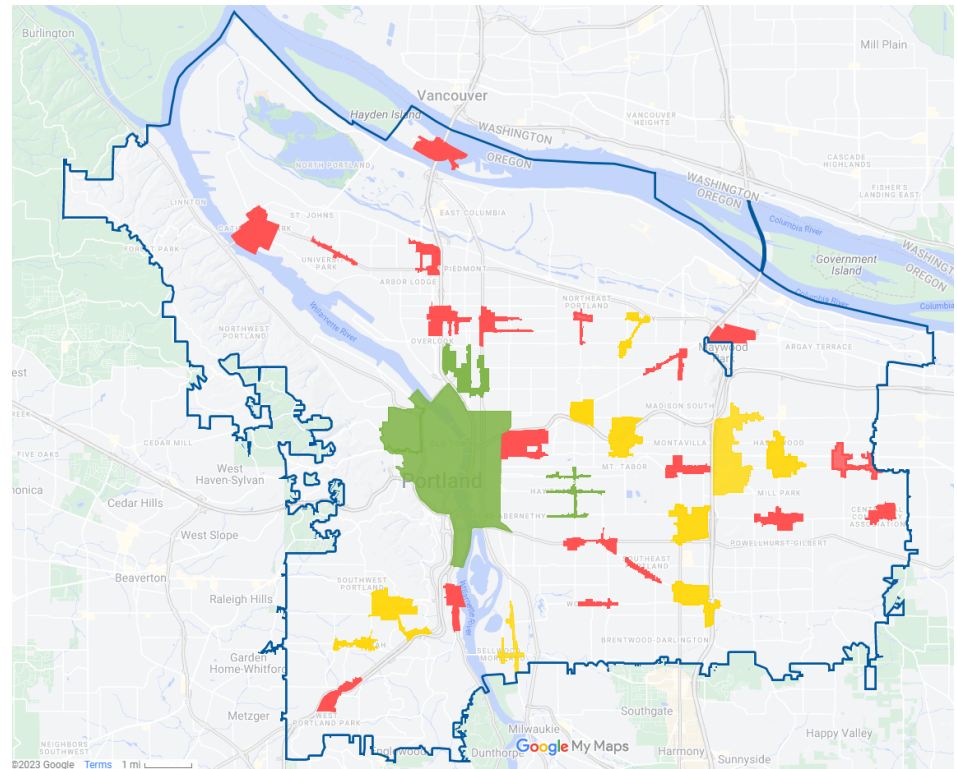 Burlington
Mill Plain
Vancouver
Hayden Island
VANCOUVER
HEIGHTS
WASHINGTON
OREGON
CASCADE
HIGHLANDS
NORTH PORTLAND
FISHER'S
LANDING EAST
WASHINGTON
OREGON
LINNTON
ST. JOHNS
EAST COLUMBIA
Columbia River
WASHINGTON
OREGON
UNIVERSITY
PARK
PIEDMONT
Government
Island
ARBOR LODGE
Columbia River
Columbia
Willamette River
NORTHEAST
PORTLAND
NORTHWEST
PORTLAND
OVERLOOK
Maywood
Park
ARGAY TERRACE
MADISON SOUTH
CEDAR MILL
FIVE OAKS
West
Haven-Sylvan
MONTAVILLA
MT. TABOR
Portland
Cedar Hills
MILL PARK
West Slope
ABERNETHY
POWELLHURST-GILBERT
Beaverton
SOUTHWEST
PORTLAND
SOUTHEAST
PORTLAND
Raleigh Hills
Willamette River
Garden
Home-Whitford
BRENTWOOD-DARLINGTON
Metzger
WEST
PORTLAND PARK
Milwaukie
Southgate
Happy Valley
NEIGHBORS
SOUTHWEST
Dunthorpe
Google My Maps
Harmony
Sunnyside
©2023 Google Terms 1 mi